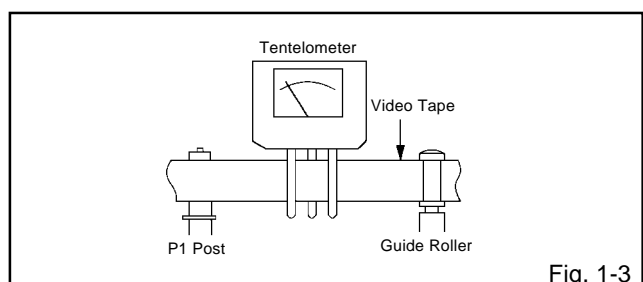 Tentelometer
Video Tape
P1 Post
Guide Roller
Fig. 1-3